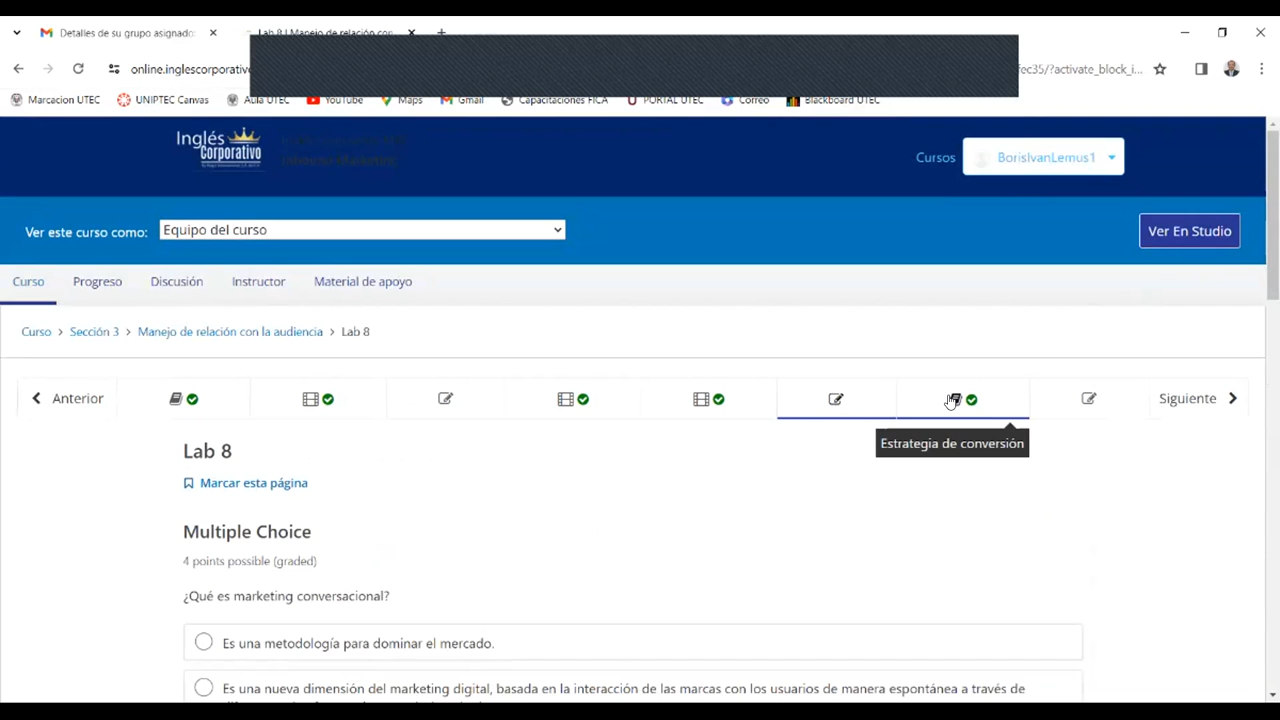 Detalles de su grupo asignado
Lab 8 | Manejo de relación con
online.inglescorporativo
ec35/?activate_block_i...
Marcacion UTEC
UNIPTEC Canvas
Aula UTEC
YouTube
Maps
Gmail
Capacitaciones FICA
PORTAL UTEC
Correo
Blackboard UTEC
Inglés
Corporativo
Cursos
BorisIvanLemus1
Ver este curso como:
Equipo del curso
Ver En Studio
Curso
Progreso
Discusión
Instructor
Material de apoyo
Curso > Sección 3 > Manejo de relación con la audiencia > Lab 8
Anterior
Siguiente
Estrategia de conversión
Lab 8
Marcar esta página
Multiple Choice
4 points possible (graded)
¿Qué es marketing conversacional?
Es una metodología para dominar el mercado.
Es una nueva dimensión del marketing digital, basada en la interacción de las marcas con los usuarios de manera espontánea a través de